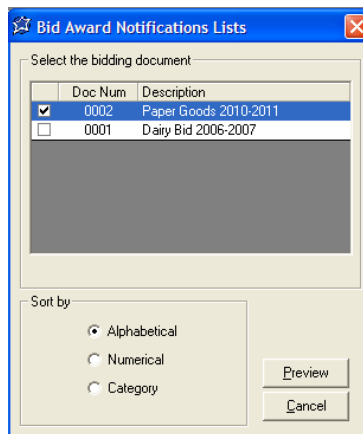 Bid Award Notifications Lists
Select the bidding document
Doc Num Description
0002 Paper Goods 2010-2011
0001 Dairy Bid 2006-2007
Sort by
Alphabetical
Numerical
Category
Preview
Cancel